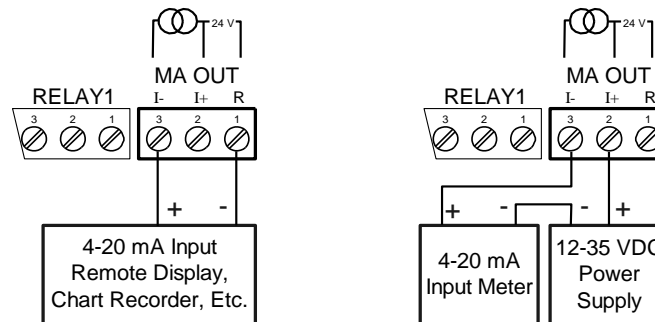 24 V
MA OUT
RELAY1 I- I+ R
3 2 1 3 2 1
+ -
4-20 mA Input
Remote Display,
Chart Recorder, Etc.
24 V
MA OUT
RELAY1 I- I+ R
3 2 1 3 2 1
+ - - +
4-20 mA
Input Meter
12-35 VDC
Power
Supply